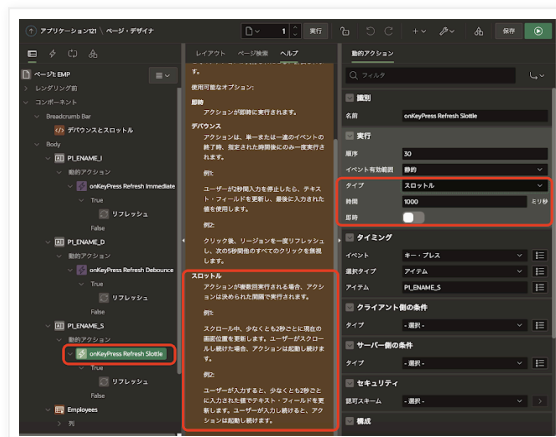 アプリケーション121 \ ページ・デザイナ
1
実行
保存
ページ1: EMP
レンダリング前
コンポーネント
Breadcrumb Bar
デバウンスとスロットル
Body
P1_ENAME_I
動的アクション
onKeyPress Refresh Immediate
True
リフレッシュ
False
P1_ENAME_D
動的アクション
onKeyPress Refresh Debounce
True
リフレッシュ
False
P1_ENAME_S
動的アクション
onKeyPress Refresh Slottle
True
リフレッシュ
False
Employees
列
レイアウト
ページ検索
ヘルプ
す。
使用可能なオプション:
即時
アクションが即時に実行されます。
デバウンス
アクションは、単一または一連のイベントの
終了時、指定された時間後にのみ一度実行さ
れます。
例1:
ユーザーが2秒間入力を停止したら、テキス
ト・フィールドを更新し、最後に入力された
値を使用します。
例2:
クリック後、リージョンを一度リフレッシュ
し、次の5秒間他のすべてのクリックを無視
します。
スロットル
アクションが複数回実行される場合、アクシ
ョンは決められた間隔で実行されます。
例1:
スクロール中、少なくとも2秒ごとに現在の
画面位置を更新します。ユーザーがスクロー
ルし続けた場合、アクションは起動し続けま
す。
例2:
ユーザーが入力すると、少なくとも2秒ごと
に入力された値でテキスト・フィールドを更
新します。ユーザーが入力し続けると、アク
ションは起動し続けます。
動的アクション
フィルタ
識別
名前
onKeyPress Refresh Slottle
実行
順序
30
イベント有効範囲
静的
タイプ
スロットル
時間
1000
ミリ秒
即時
タイミング
イベント
キー・プレス
選択タイプ
アイテム
アイテム
P1_ENAME_S
クライアント側の条件
タイプ
- 選択 -
サーバー側の条件
タイプ
- 選択 -
セキュリティ
認可スキーム
- 選択 -
構成